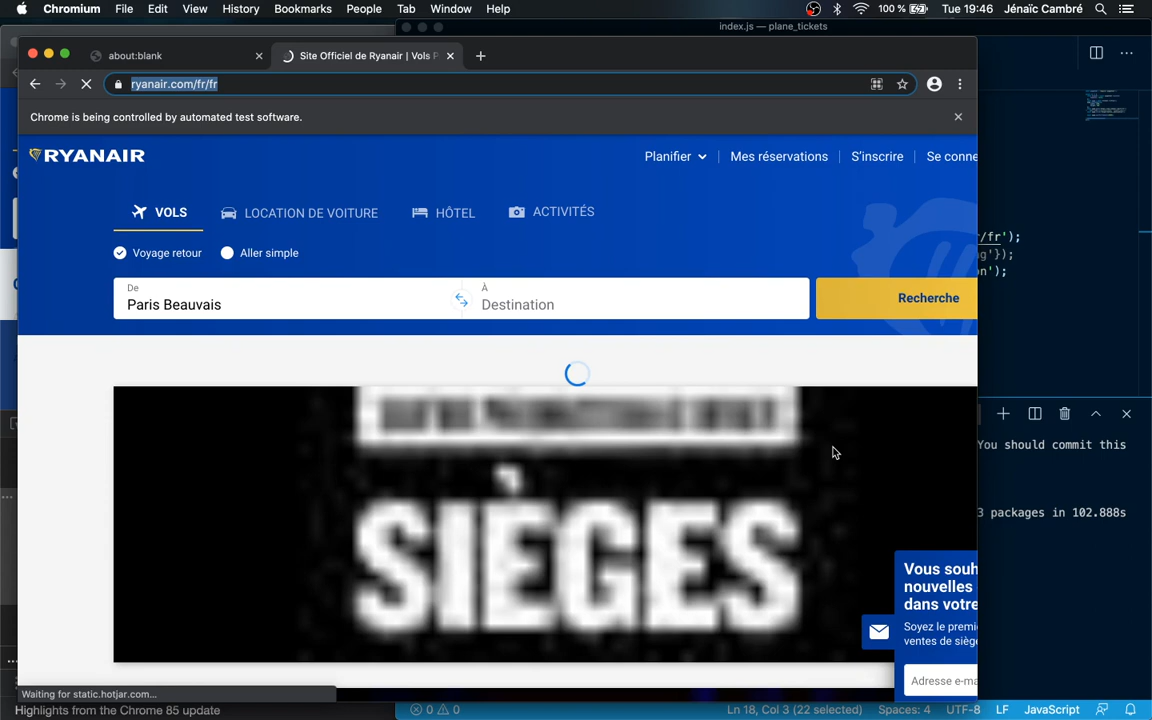 Chromium File Edit View History Bookmarks People Tab Window Help 100 % Tue 19:46 Jénaïc Cambré
index.js — plane_tickets
about:blank
Site Officiel de Ryanair | Vols P
ryanair.com/fr/fr
Chrome is being controlled by automated test software.
RYANAIR
Planifier
Mes réservations
S'inscrire
Se conne
VOLS
LOCATION DE VOITURE
HÔTEL
ACTIVITÉS
Voyage retour
Aller simple
/fr');
g'});
n');
De
Paris Beauvais
À
Destination
Recherche
SIÈGES
You should commit this
3 packages in 102.888s
Vous souh
nouvelles
dans votre
Soyez le premi
ventes de siège
Adresse e-ma
Waiting for static.hotjar.com...
Highlights from the Chrome 85 update
0 0
Ln 18, Col 3 (22 selected) Spaces: 4 UTF-8 LF JavaScript